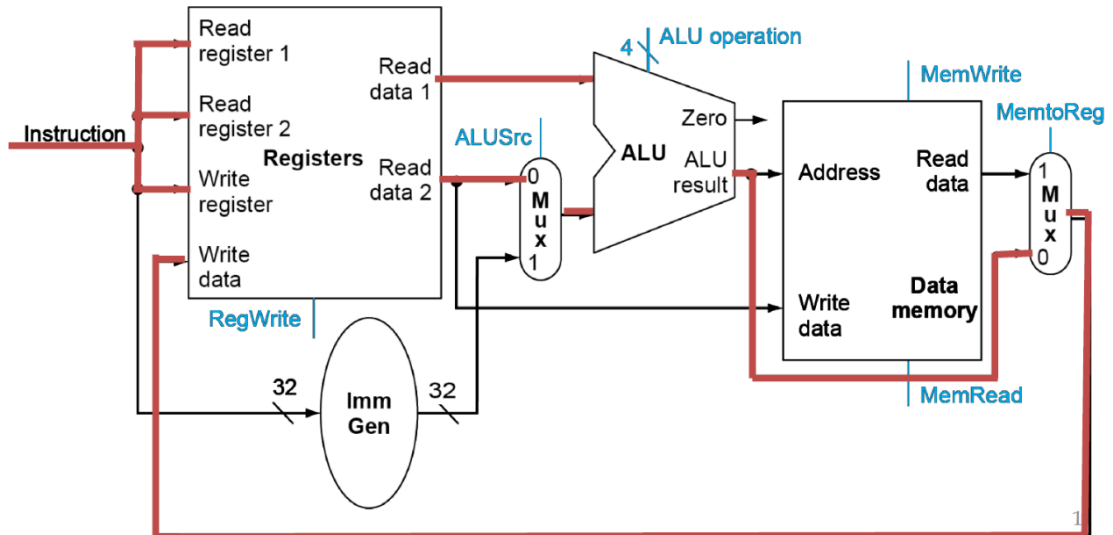 Instruction
Read
register 1
Read
register 2
Write
register
Write
data
Registers
Read
data 1
Read
data 2
RegWrite
32
Imm
Gen
32
ALUSrc
0
M
u
x
1
4
ALU operation
ALU
Zero
ALU
result
MemWrite
Address
Read
data
Write
data
Data
memory
MemRead
MemtoReg
1
M
u
x
0
1